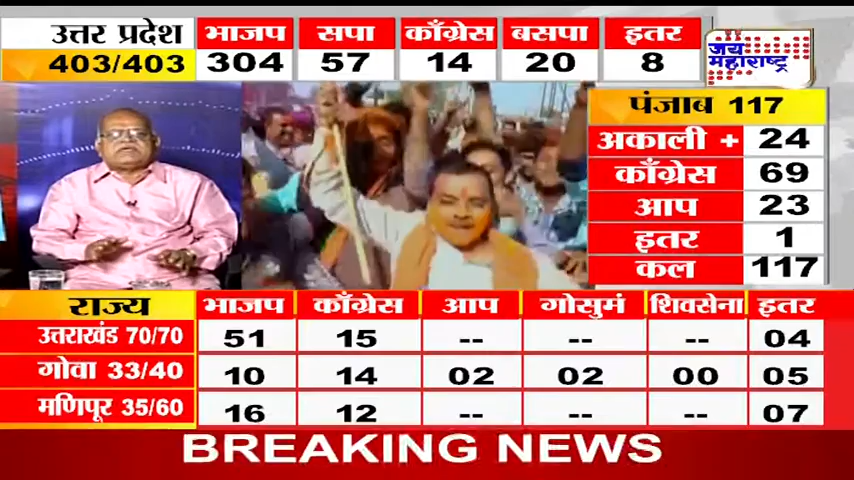 उत्तर प्रदेश भाजपा सपा काँग्रेस बसपा इतर
403/403 304 57 14 20 8
जय महाराष्ट्र
पंजाब 117
अकाली + 24
काँग्रेस 69
आप 23
इतर 1
कल 117
राज्य भाजपा काँग्रेस आप गोसुमं शिवसेना इतर
उत्तराखंड 70/70 51 15 -- -- -- 04
गोवा 33/40 10 14 02 02 00 05
मणिपूर 35/60 16 12 -- -- -- 07
BREAKING NEWS